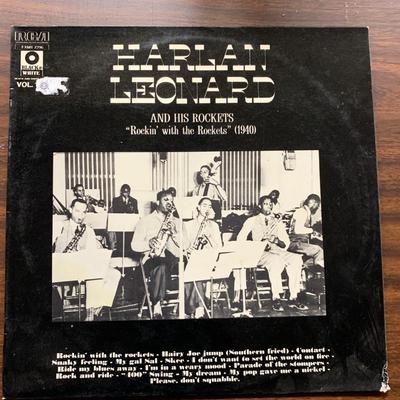 RCA
FXM1 7296
BLACK &
WHITE
VOL.
HARLAN
LEONARD
AND HIS ROCKETS
"Rockin' with the Rockets" (1940)
Rockin' with the rockets - Hairy Joe jump (Southern fried) - Contact -
Snaky feeling - My gal Sal - Skee - I don't want to set the world on fire -
Ride my blues away - I'm in a weary mood - Parade of the stompers -
Rock and ride - "400" Swing - My dream - My pop gave me a nickel -
Please, don't squabble.